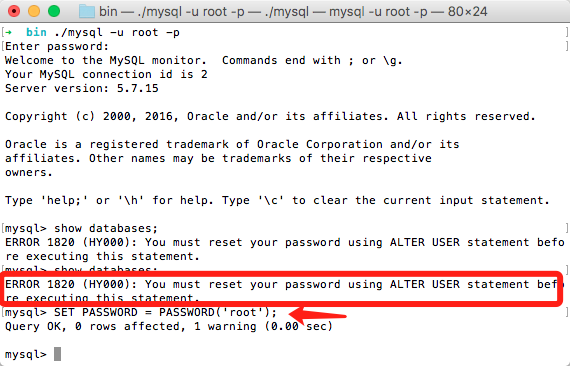 bin — ./mysql -u root -p — ./mysql — mysql -u root -p — 80×24
[➜  bin ./mysql -u root -p
[Enter password:
Welcome to the MySQL monitor.  Commands end with ; or \g.
Your MySQL connection id is 2
Server version: 5.7.15
Copyright (c) 2000, 2016, Oracle and/or its affiliates. All rights reserved.
Oracle is a registered trademark of Oracle Corporation and/or its
affiliates. Other names may be trademarks of their respective
owners.
Type 'help;' or '\h' for help. Type '\c' to clear the current input statement.
[mysql> show databases;
ERROR 1820 (HY000): You must reset your password using ALTER USER statement befo
re executing this statement.
[mysql> show databases;
ERROR 1820 (HY000): You must reset your password using ALTER USER statement befo
re executing this statement.
[mysql> SET PASSWORD = PASSWORD('root');
Query OK, 0 rows affected, 1 warning (0.00 sec)
mysql>